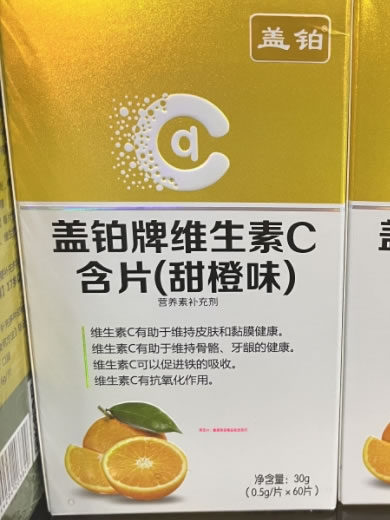 盖铂
盖铂牌维生素C
含片(甜橙味)
营养素补充剂
维生素C有助于维持皮肤和黏膜健康。
维生素C有助于维持骨骼、牙龈的健康。
维生素C可以促进铁的吸收。
维生素C有抗氧化作用。
净含量：30g
(0.5g/片×60片)